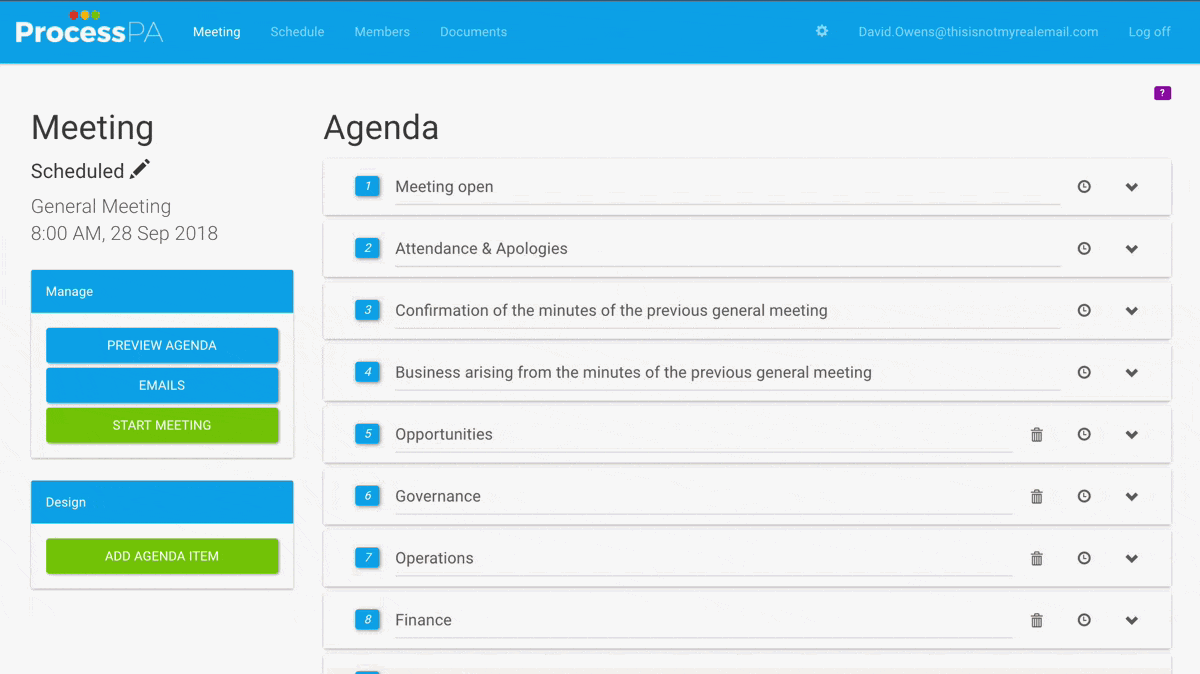 ProcessPA Meeting Schedule Members Documents David.Owens@thisisnotmyrealemail.com Log off
?
Meeting
Scheduled
General Meeting
8:00 AM, 28 Sep 2018
Manage
PREVIEW AGENDA
EMAILS
START MEETING
Design
ADD AGENDA ITEM
Agenda
1 Meeting open
2 Attendance & Apologies
3 Confirmation of the minutes of the previous general meeting
4 Business arising from the minutes of the previous general meeting
5 Opportunities
6 Governance
7 Operations
8 Finance